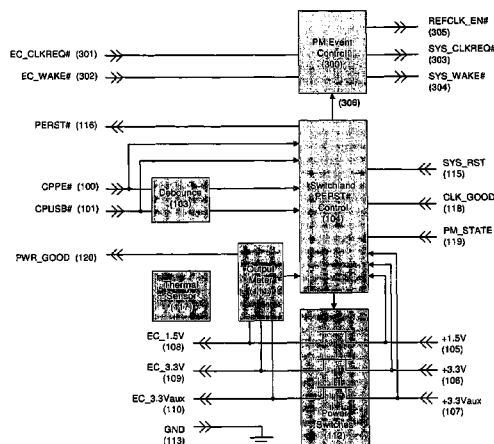 REFCLK_EN#
(305)
PM Event
Control
(300)
EC_CLKREQ# (301)
SYS_CLKREQ#
(303)
EC_WAKE# (302)
SYS_WAKE#
(304)
(306)
PERST# (116)
SYS_RST
(115)
Switch and
PERST#
Control
CPPE# (100)
Debounce
(103)
CPUSB# (101)
CLK_GOOD
(118)
PM_STATE
(119)
PWR_GOOD (120)
Output
Thermal
Sensor
EC_1.5V
(108)
+1.5V
(105)
EC_3.3V
(109)
+3.3V
(106)
EC_3.3Vaux
(110)
+3.3Vaux
(107)
Power
Switches
GND
(113)